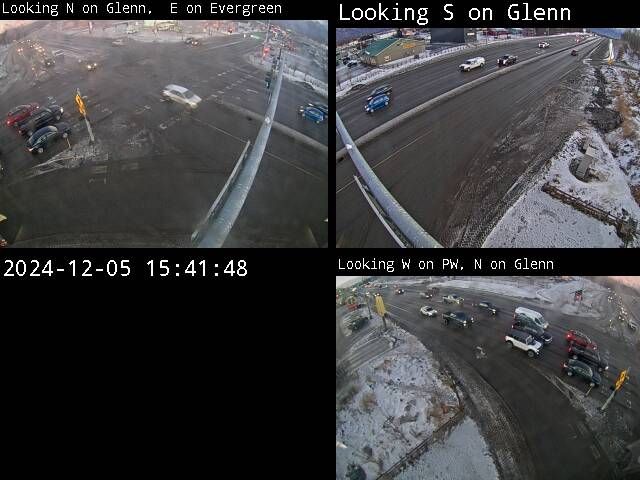 Looking N on Glenn,  E on Evergreen
Looking S on Glenn
2024-12-05 15:41:48
Looking W on PW, N on Glenn